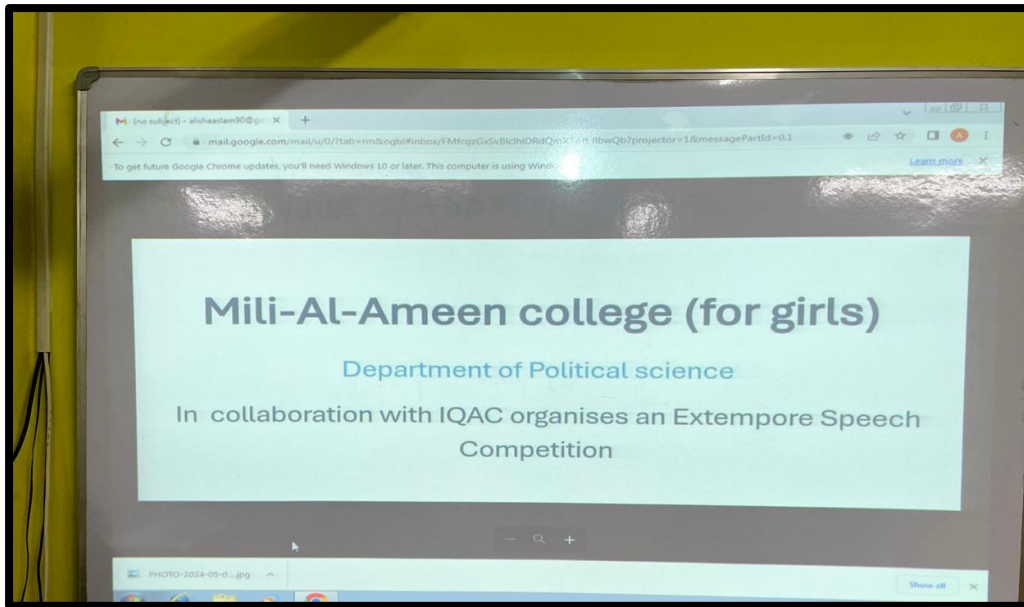 (no subject) - alishaaslam90@g
mail.google.com/mail/u/0/?tab=rm&ogbl#inbox/
?projector=1&messagePartId=0.1
To get future Google Chrome updates, you'll need Windows 10 or later. This computer is using
Learn more
Mili-Al-Ameen college (for girls)
Department of Political science
In collaboration with IQAC organises an Extempore Speech
Competition
PHOTO-2024-05-0....jpg
Show all